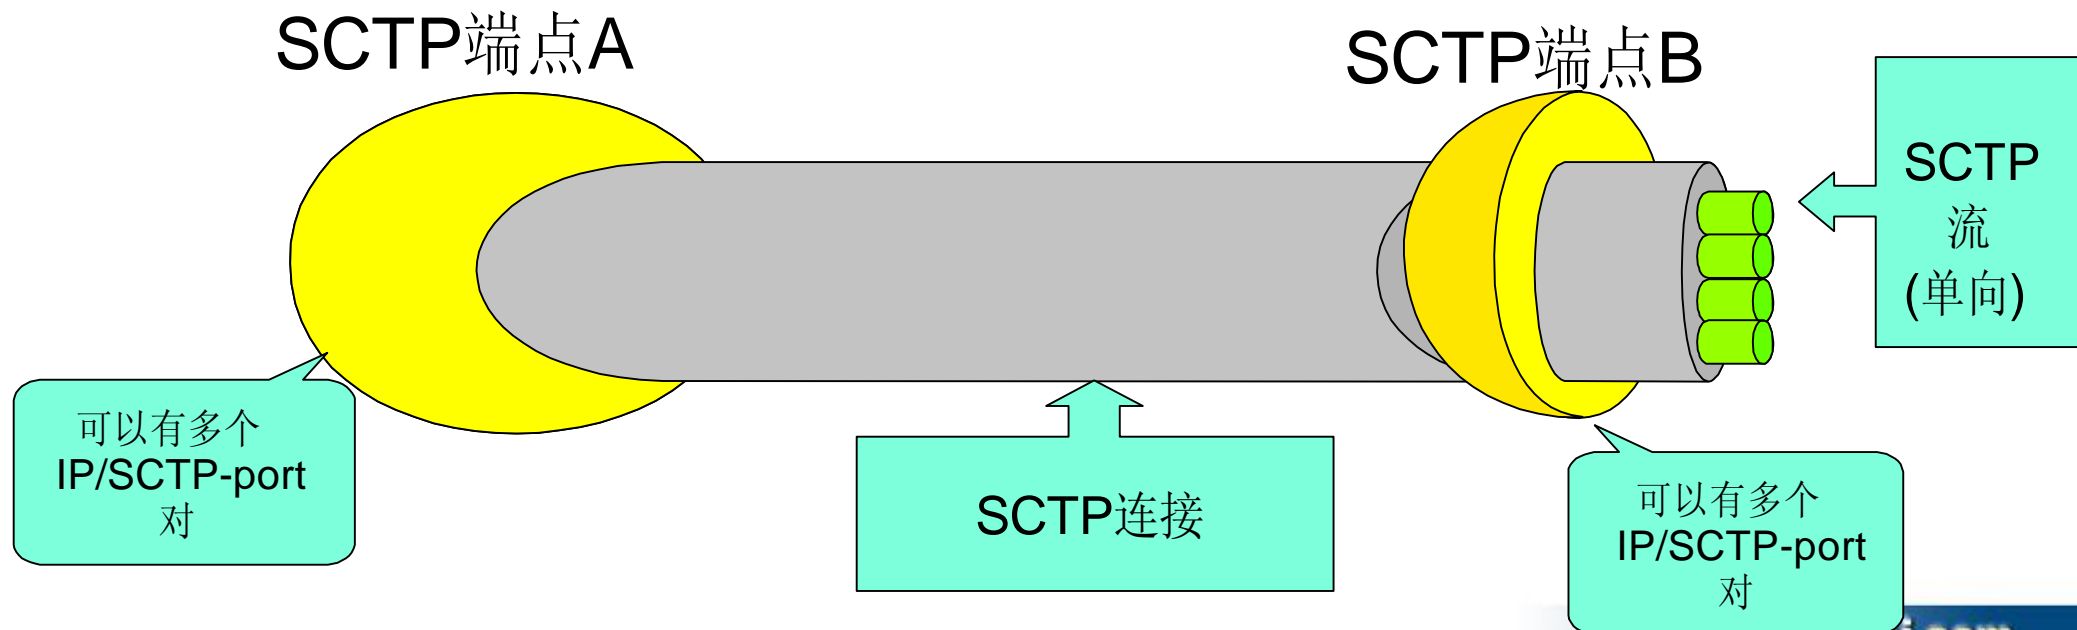 SCTP端点A
SCTP端点B
SCTP
流
(单向)
可以有多个
IP/SCTP-port
对
SCTP连接
可以有多个
IP/SCTP-port
对